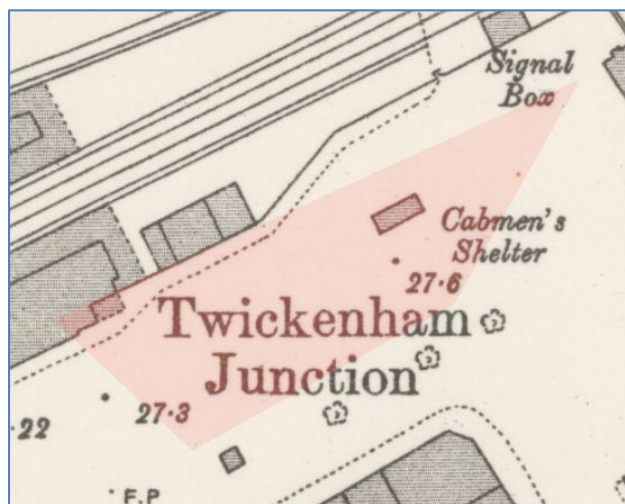 Signal
Box
Cabmen's
Shelter
27·6
Twickenham
Junction
27·3
22
F.P